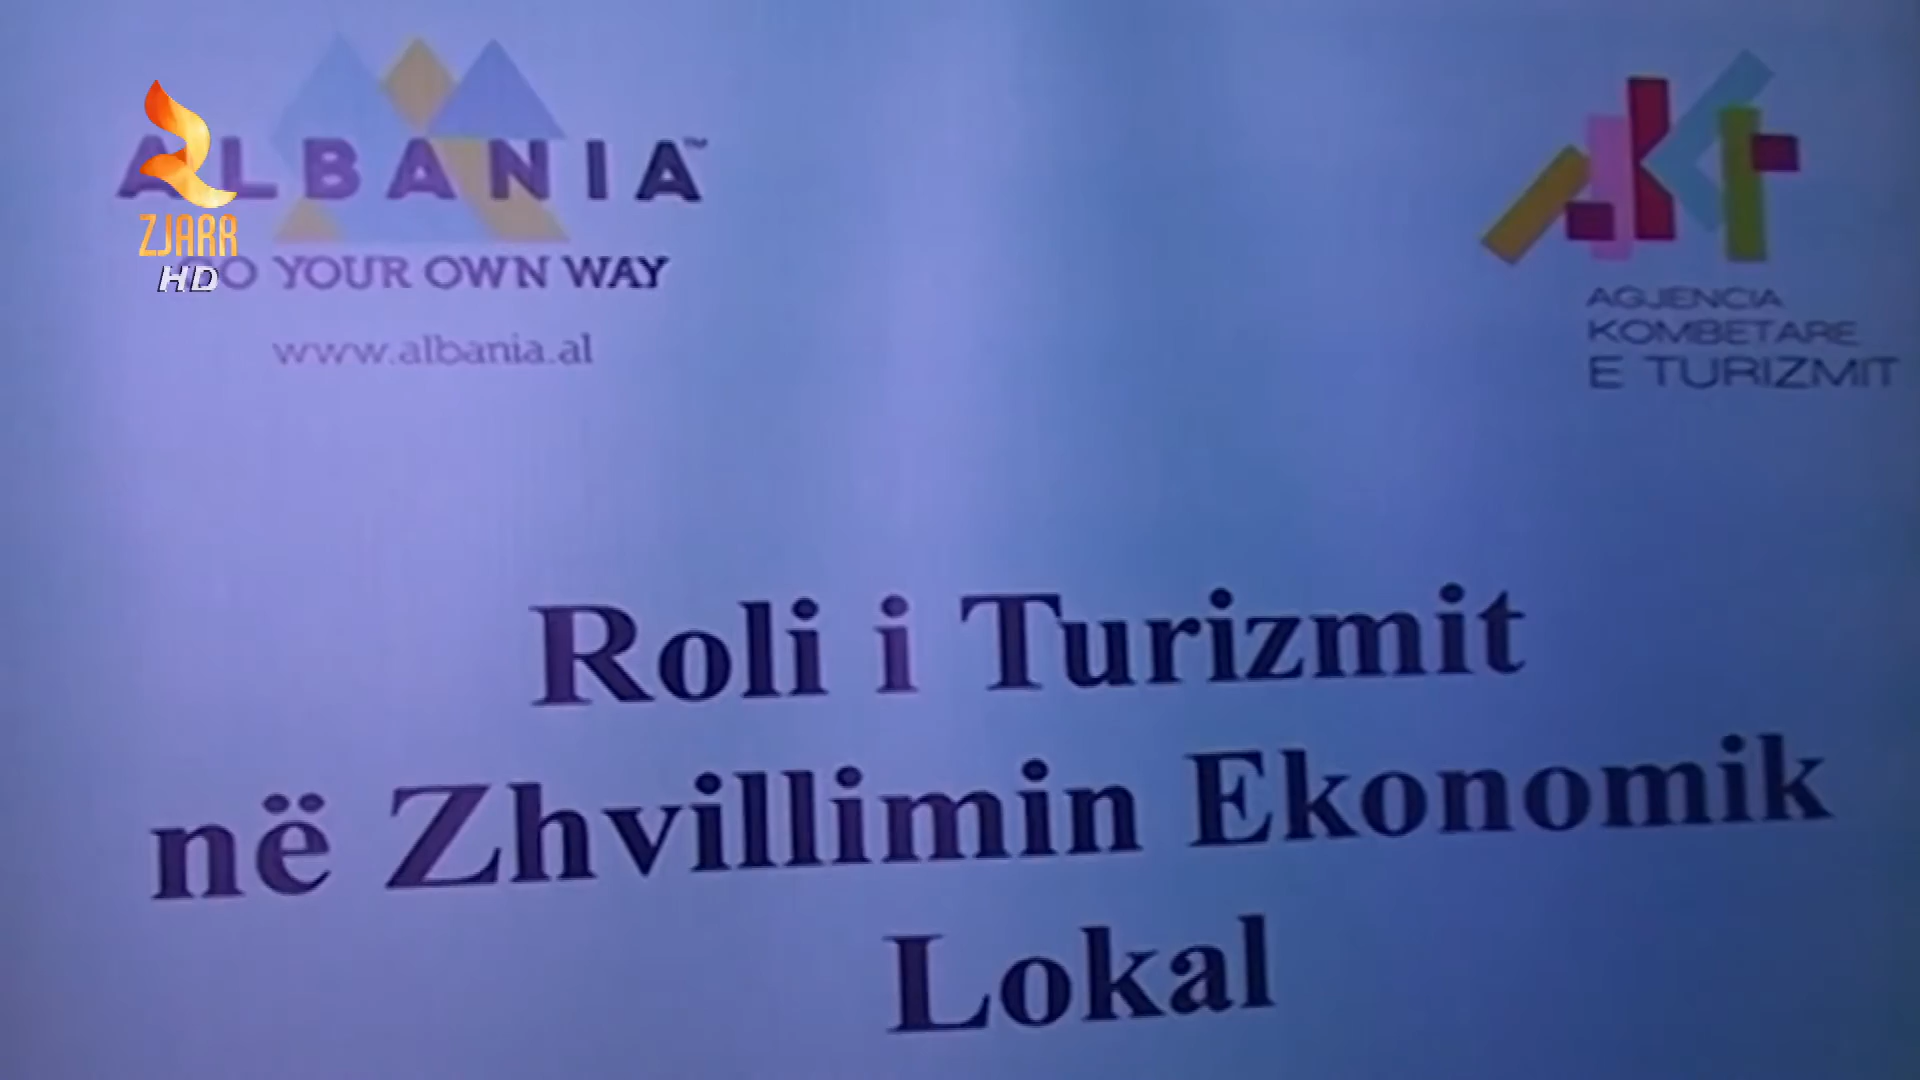 ALBANIA™
GO YOUR OWN WAY
www.albania.al
ZJARR
HD
AGJENCIA
KOMBETARE
E TURIZMIT
Roli i Turizmit
në Zhvillimin Ekonomik
Lokal